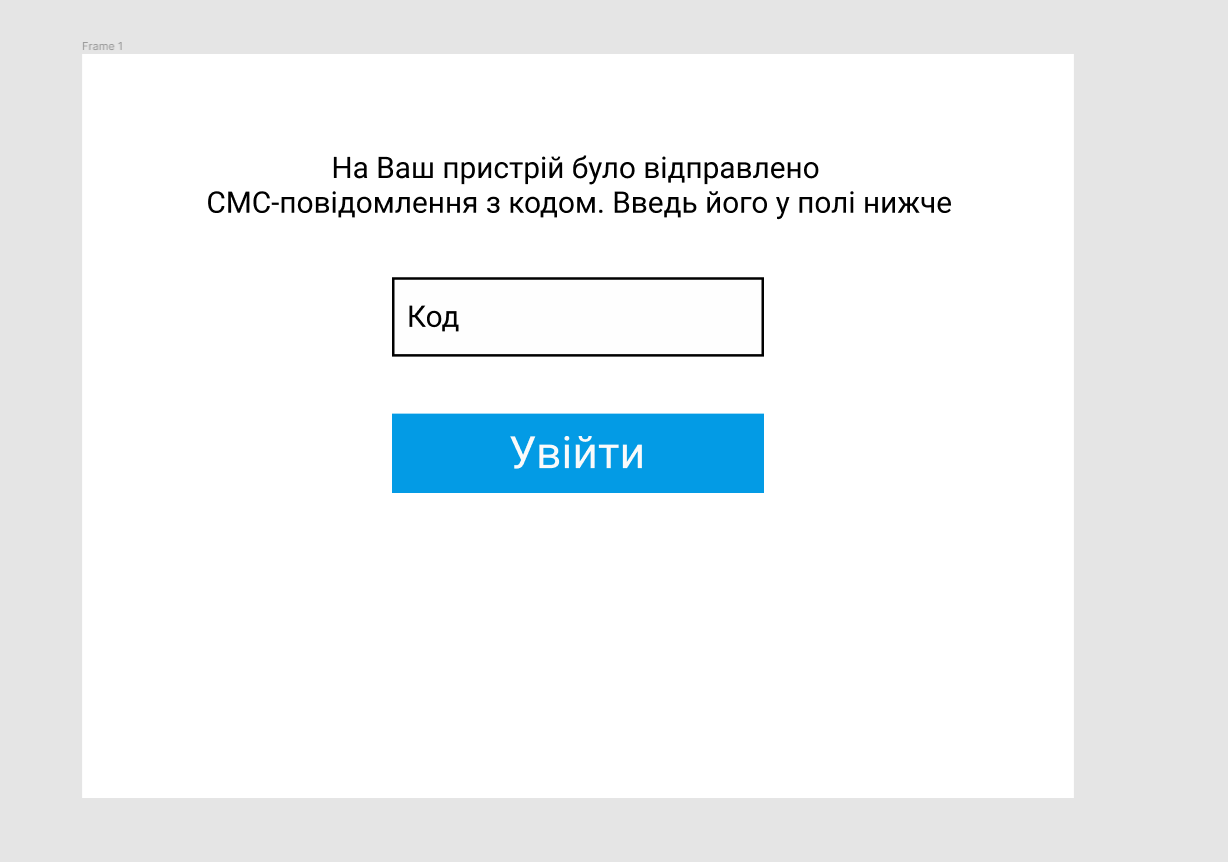 Frame 1
На Ваш пристрій було відправлено
СМС-повідомлення з кодом. Введь його у полі нижче
Код
Увійти